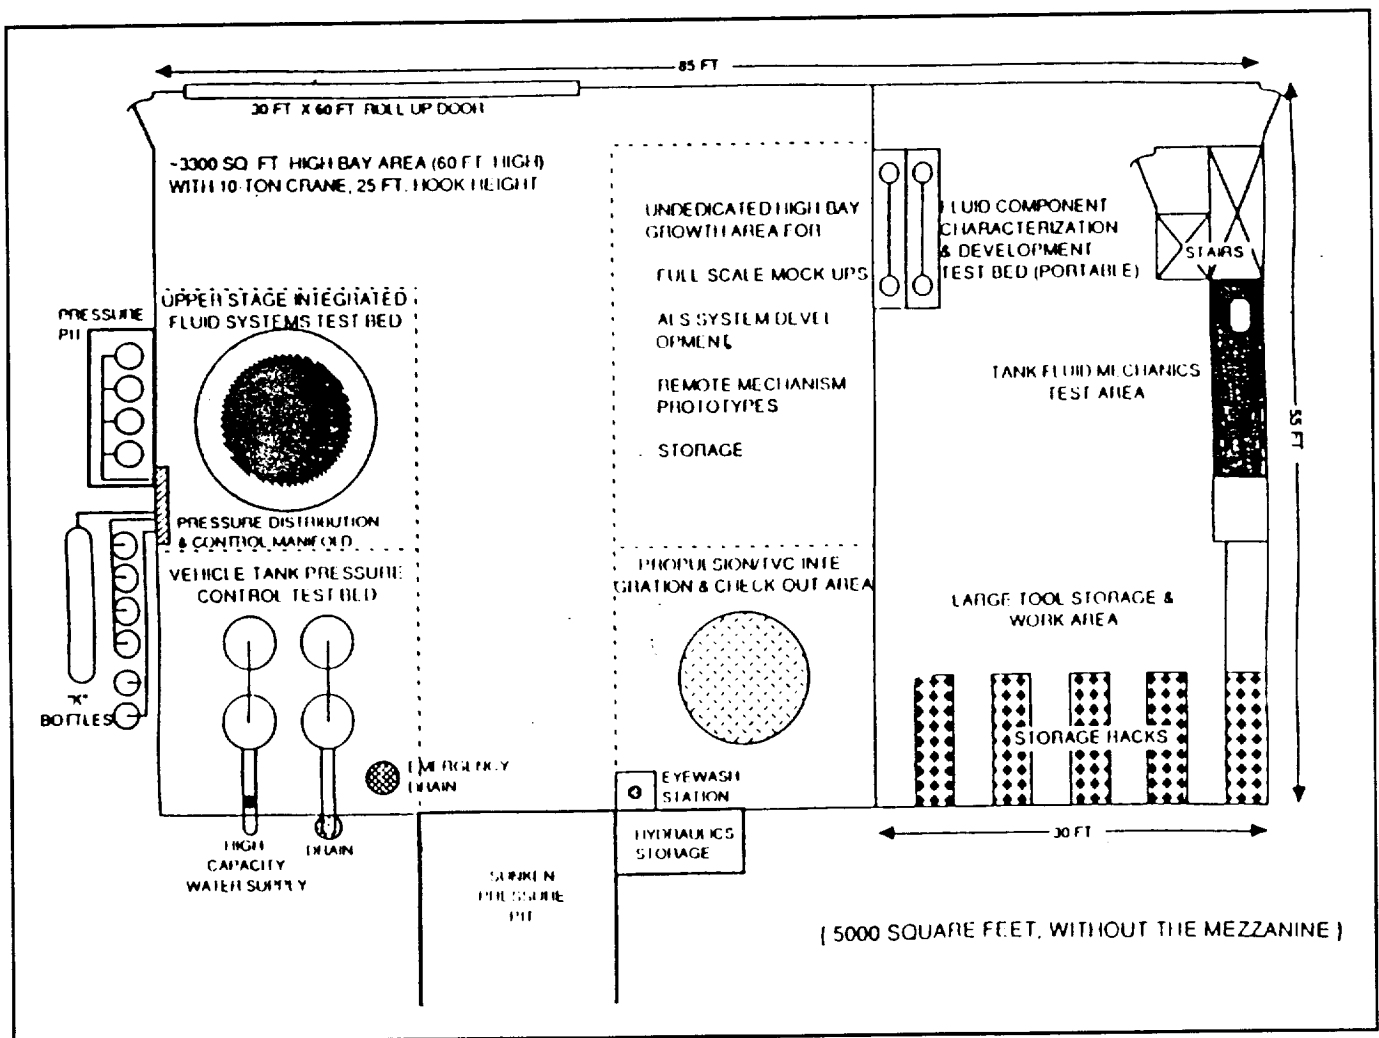 85 FT
30 FT X 60 FT ROLL UP DOOR
~3300 SQ FT HIGH BAY AREA (60 FT HIGH)
WITH 10-TON CRANE, 25 FT. HOOK HEIGHT
UNDEDICATED HIGH BAY
GROWTH AREA FOR
FULL SCALE MOCK UPS
ALS SYSTEM DEVEL
OPMENT
REMOTE MECHANISM
PROTOTYPES
STORAGE
FLUID COMPONENT
CHARACTERIZATION
& DEVELOPMENT
TEST BED (PORTABLE)
STAIRS
PRESSURE
PIT
UPPER STAGE INTEGRATED
FLUID SYSTEMS TEST BED
TANK FLUID MECHANICS
TEST AREA
55 FT
PRESSURE DISTRIBUTION
& CONTROL MANIFOLD
VEHICLE TANK PRESSURE
CONTROL TEST BED
PROPULSION/TVC INTE
GRATION & CHECK OUT AREA
LARGE TOOL STORAGE &
WORK AREA
"K"
BOTTLES
STORAGE RACKS
EMERGENCY
DRAIN
EYEWASH
STATION
HIGH
CAPACITY
WATER SUPPLY
DRAIN
HYDRAULICS
STORAGE
30 FT
SUNKEN
PRESSURE
PIT
( 5000 SQUARE FEET, WITHOUT THE MEZZANINE )